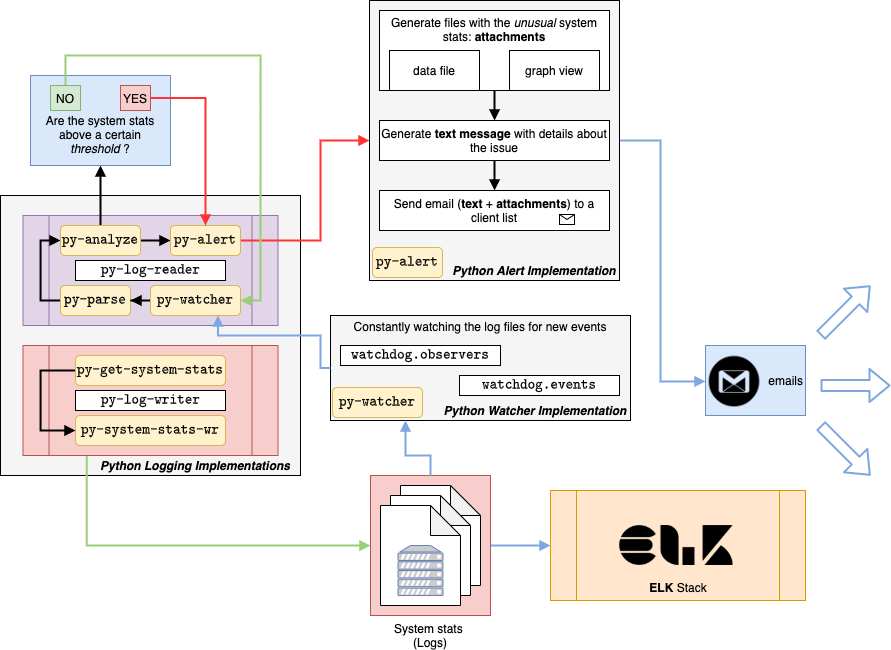 Generate files with the unusual system
stats: attachments
data file
graph view
Generate text message with details about
the issue
Send email (text + attachments) to a
client list
py-alert
Python Alert Implementation
NO
YES
Are the system stats
above a certain
threshold ?
py-analyze
py-alert
py-log-reader
py-parse
py-watcher
py-get-system-stats
py-log-writer
py-system-stats-wr
Python Logging Implementations
Constantly watching the log files for new events
watchdog.observers
watchdog.events
py-watcher
Python Watcher Implementation
emails
System stats
(Logs)
ELK
ELK Stack